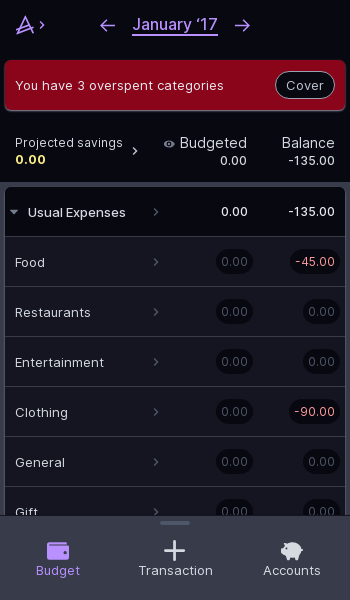 January ‘17
You have 3 overspent categories
Cover
Projected savings
0.00
Budgeted
0.00
Balance
-135.00
Usual Expenses 0.00 -135.00
Food 0.00 -45.00
Restaurants 0.00 0.00
Entertainment 0.00 0.00
Clothing 0.00 -90.00
General 0.00 0.00
Gift 0.00 0.00
Budget
Transaction
Accounts